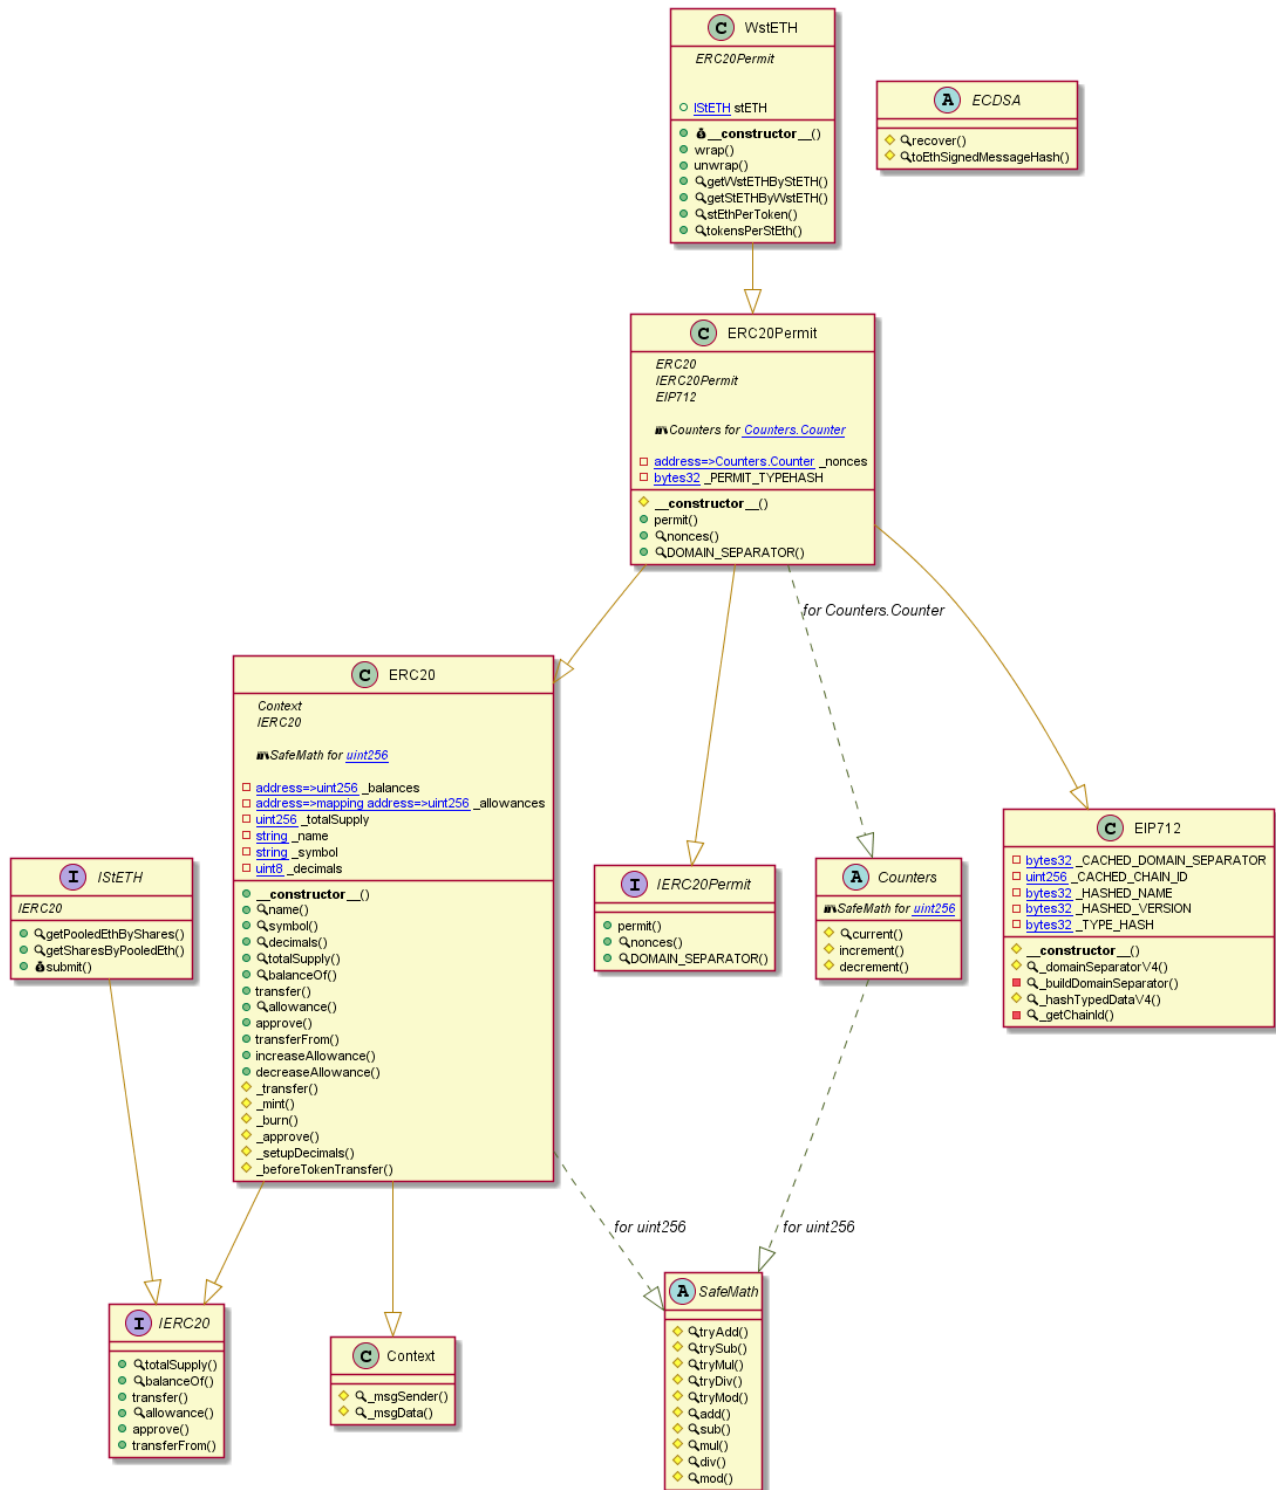 C WstETH
ERC20Permit
IStETH stETH
__constructor__()
wrap()
unwrap()
getWstETHByStETH()
getStETHByWstETH()
stEthPerToken()
tokensPerStEth()
A ECDSA
recover()
toEthSignedMessageHash()
C ERC20Permit
ERC20
IERC20Permit
EIP712
Counters for Counters.Counter
address=>Counters.Counter _nonces
bytes32 _PERMIT_TYPEHASH
__constructor__()
permit()
nonces()
DOMAIN_SEPARATOR()
for Counters.Counter
C ERC20
Context
IERC20
SafeMath for uint256
address=>uint256 _balances
address=>mapping address=>uint256 _allowances
uint256 _totalSupply
string _name
string _symbol
uint8 _decimals
__constructor__()
name()
symbol()
decimals()
totalSupply()
balanceOf()
transfer()
allowance()
approve()
transferFrom()
increaseAllowance()
decreaseAllowance()
_transfer()
_mint()
_burn()
_approve()
_setupDecimals()
_beforeTokenTransfer()
I IStETH
IERC20
getPooledEthByShares()
getSharesByPooledEth()
submit()
I IERC20Permit
permit()
nonces()
DOMAIN_SEPARATOR()
A Counters
SafeMath for uint256
current()
increment()
decrement()
C EIP712
bytes32 _CACHED_DOMAIN_SEPARATOR
uint256 _CACHED_CHAIN_ID
bytes32 _HASHED_NAME
bytes32 _HASHED_VERSION
bytes32 _TYPE_HASH
__constructor__()
_domainSeparatorV4()
_buildDomainSeparator()
_hashTypedDataV4()
_getChainId()
for uint256
for uint256
I IERC20
totalSupply()
balanceOf()
transfer()
allowance()
approve()
transferFrom()
C Context
_msgSender()
_msgData()
A SafeMath
tryAdd()
trySub()
tryMul()
tryDiv()
tryMod()
add()
sub()
mul()
div()
mod()